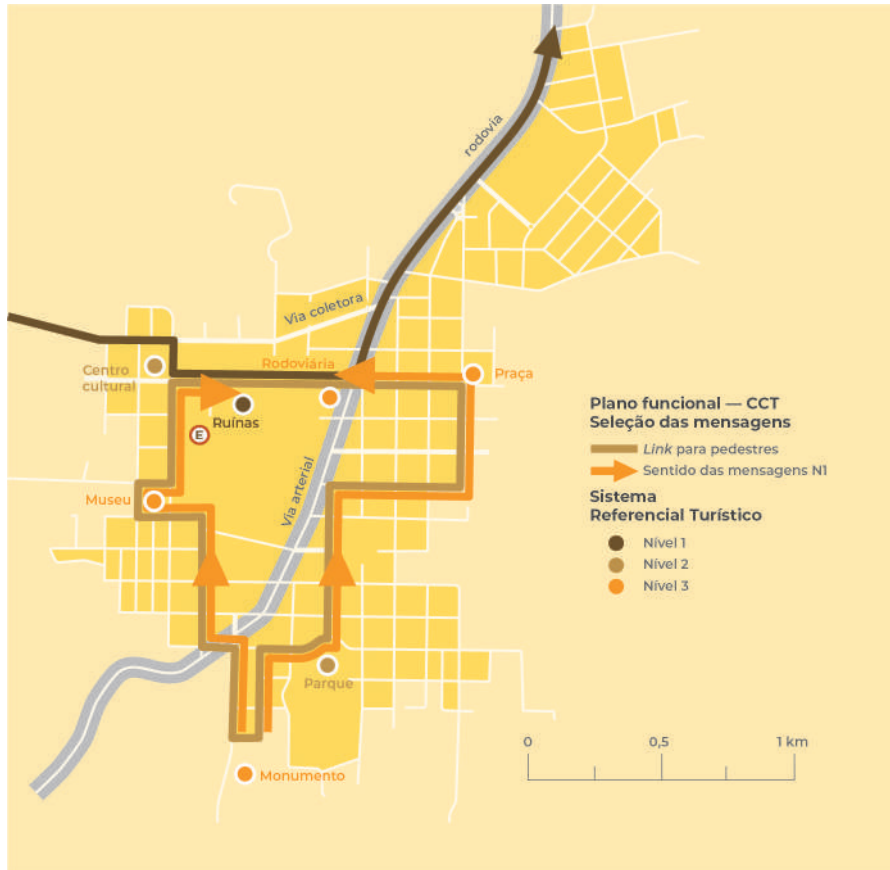 rodovia
Via coletora
Rodoviária
Centro
cultural
Praça
Ruínas
E
Plano funcional — CCT
Seleção das mensagens
Link para pedestres
Sentido das mensagens N1
Museu
Via arterial
Sistema
Referencial Turístico
Nível 1
Nível 2
Nível 3
Parque
0
0,5
1 km
Monumento